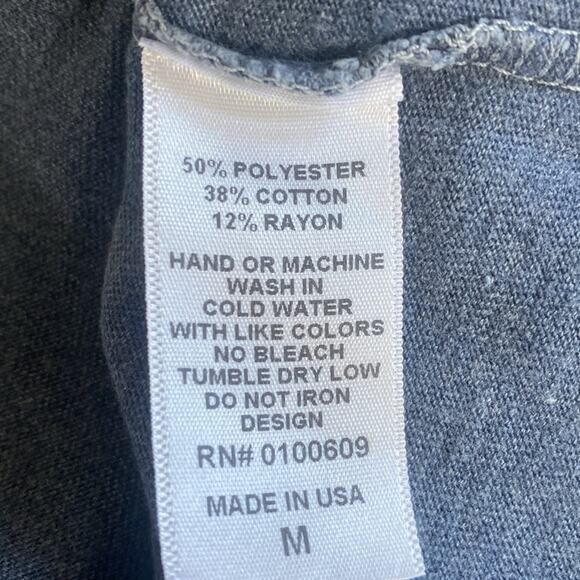 50% POLYESTER
38% COTTON
12% RAYON
HAND OR MACHINE
WASH IN
COLD WATER
WITH LIKE COLORS
NO BLEACH
TUMBLE DRY LOW
DO NOT IRON
DESIGN
RN# 0100609
MADE IN USA
M